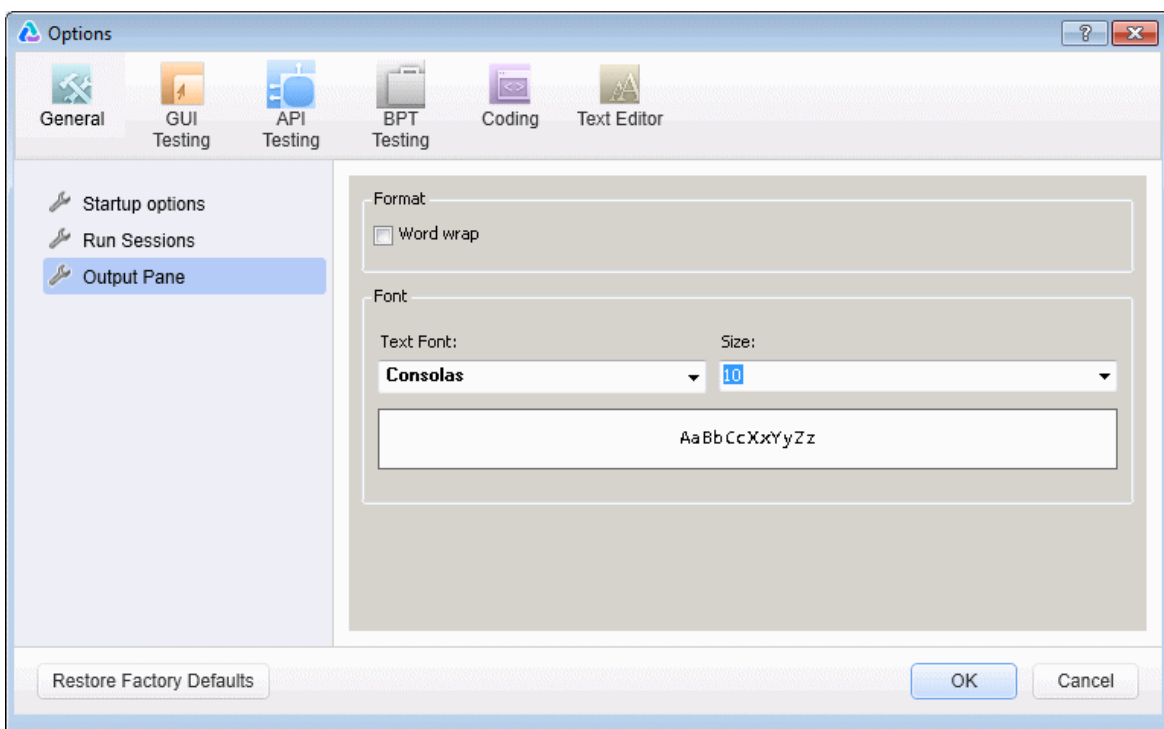 Options
General
GUI
Testing
API
Testing
BPT
Testing
Coding
Text Editor
Startup options
Run Sessions
Output Pane
Format
Word wrap
Font
Text Font:
Size:
Consolas
10
AaBbCcXxYyZz
Restore Factory Defaults
OK
Cancel